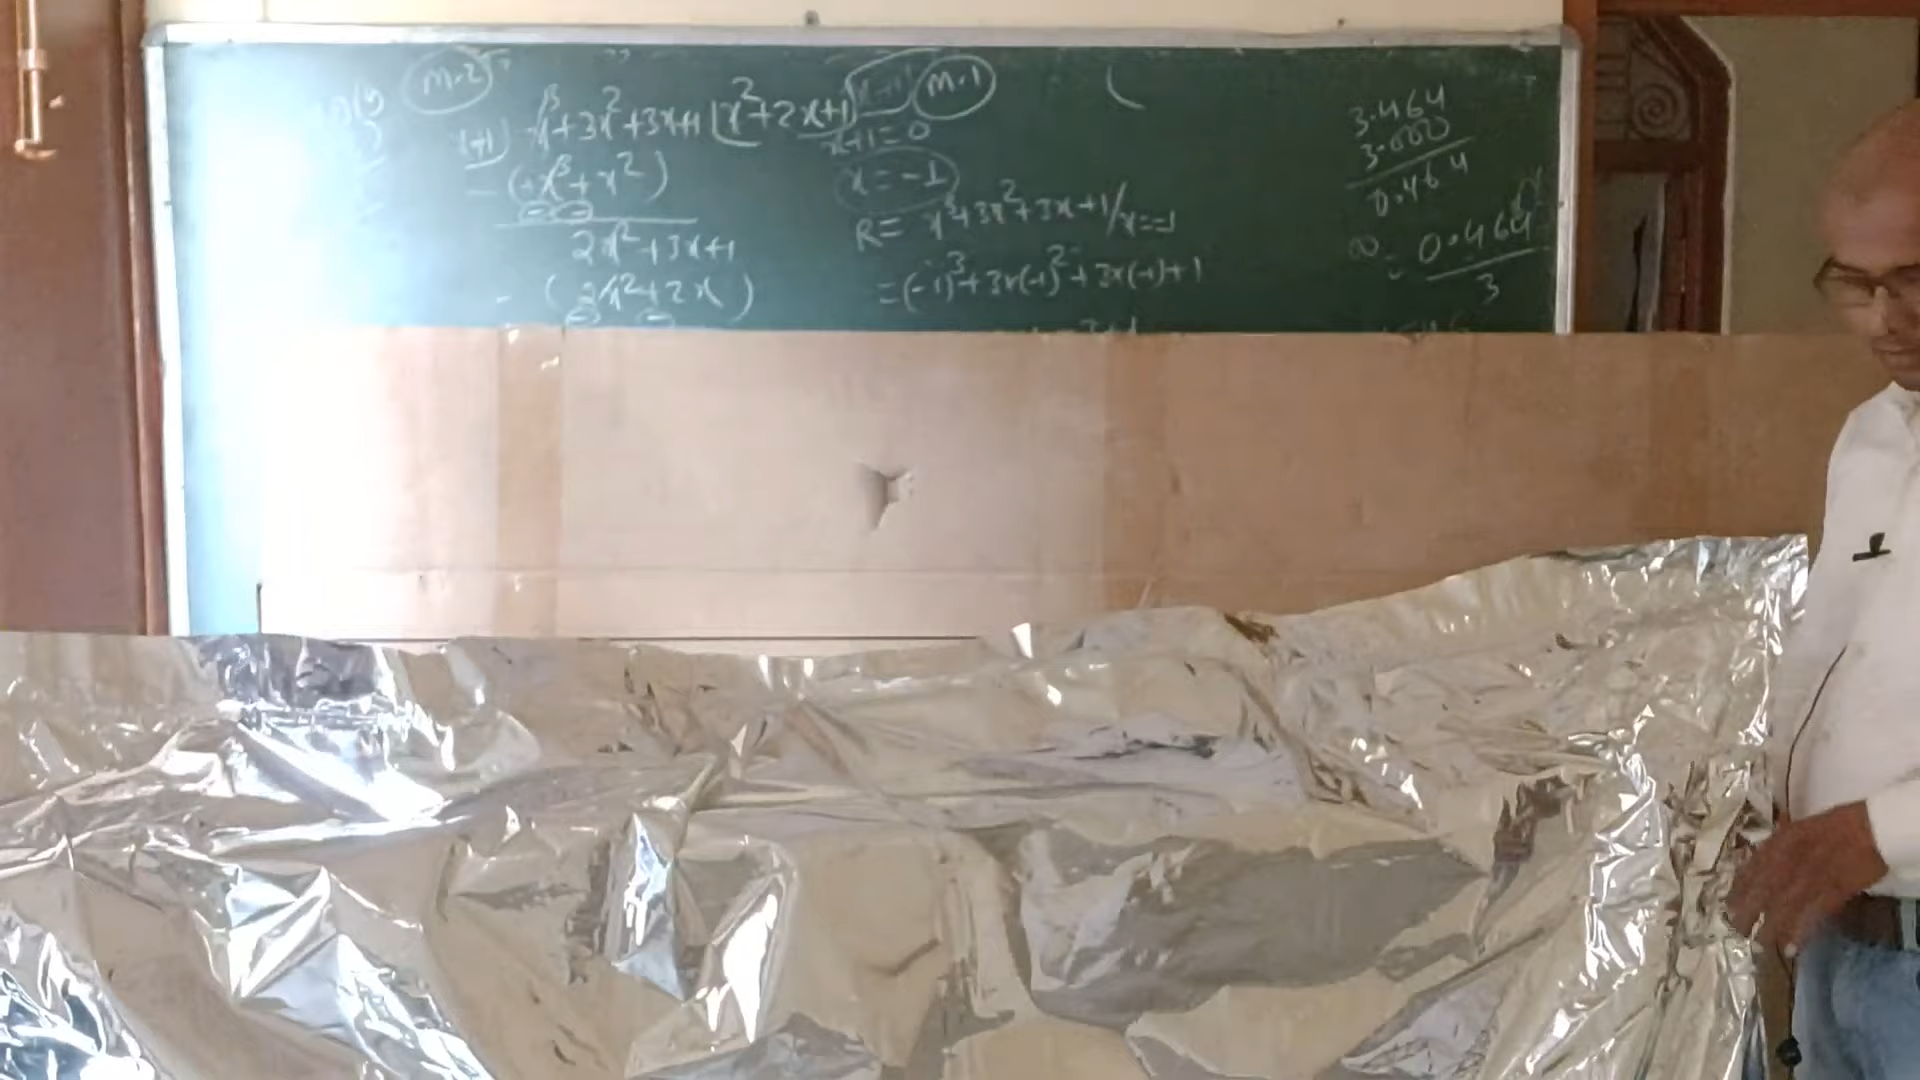 M.2
x+1) x³+3x²+3x+1 | x²+2x+1
-(+x³+x²)
2x²+3x+1
- (2x²+2x)
x+1 M.1
x+1=0
x=-1
R= x³+3x²+3x+1/x=-1
=(-1)³+3x(-1)²+3x(-1)+1
3.464
3.000
0.464
= 0.464
3